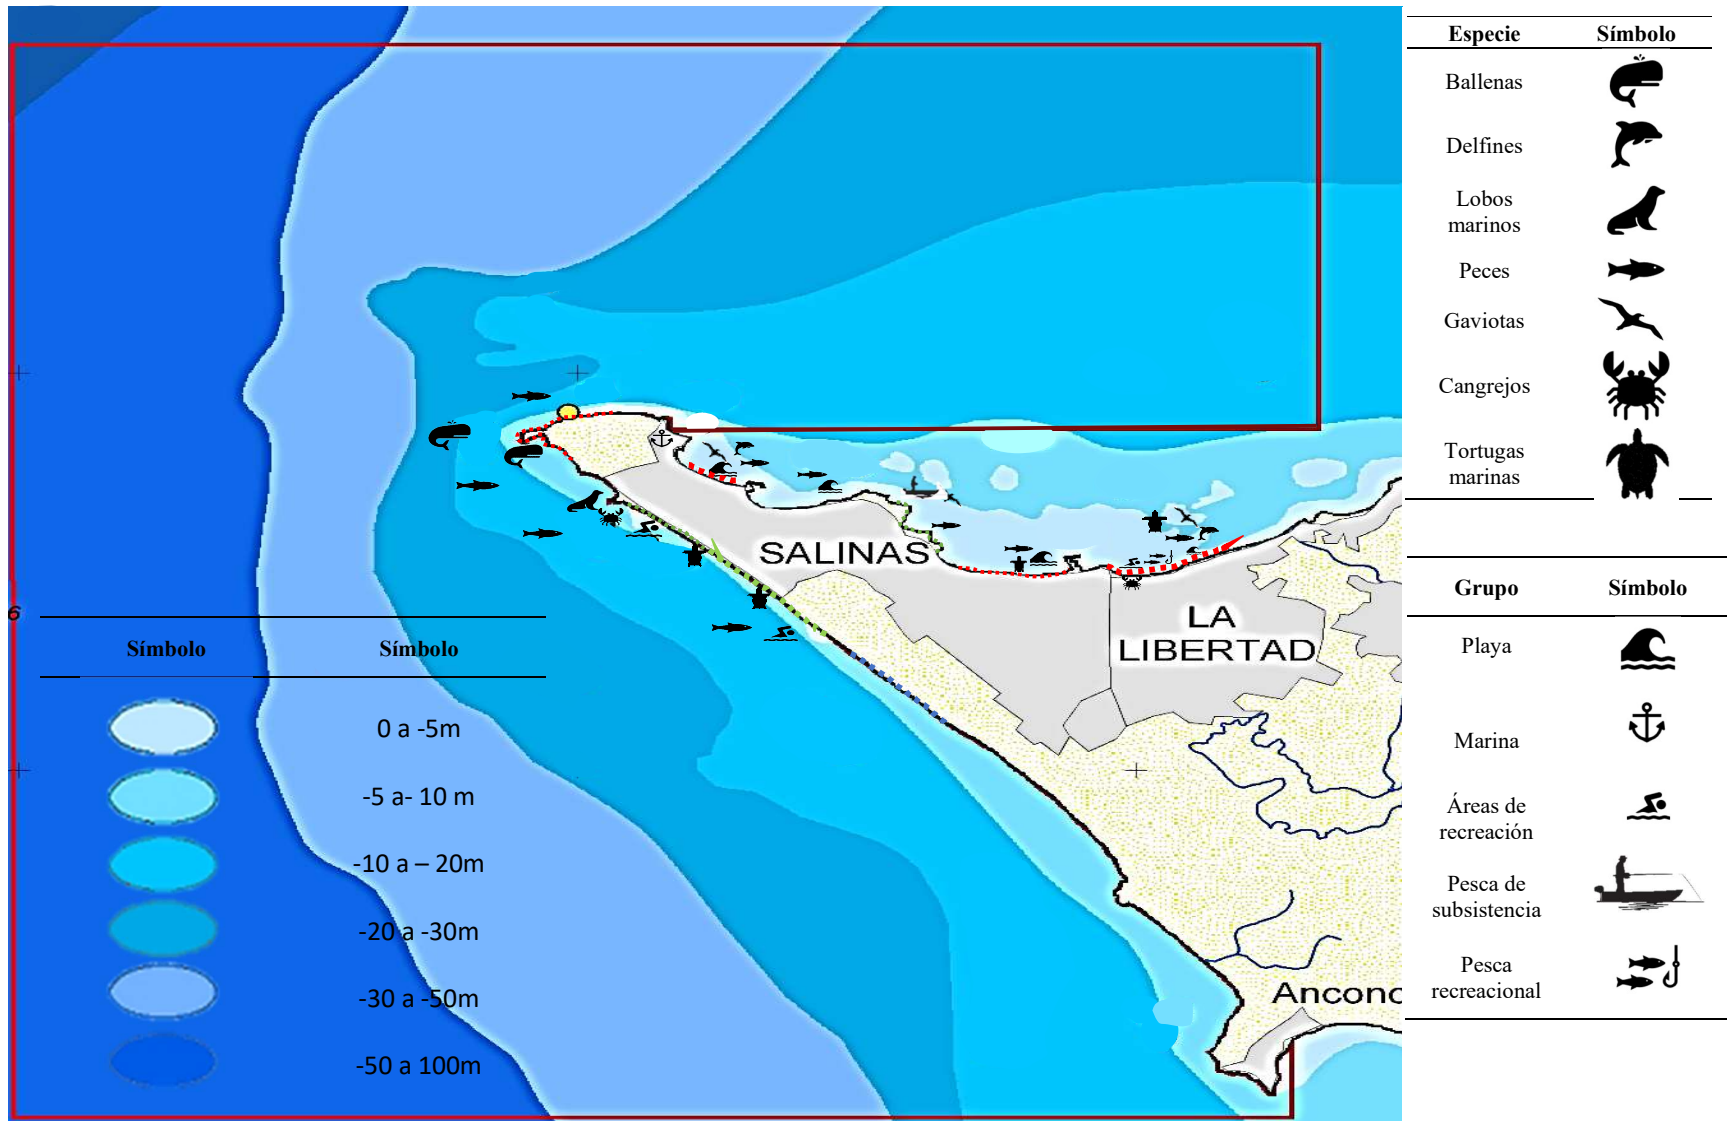 SALINAS
LA
LIBERTAD
Ancono
6
Símbolo Símbolo
0 a -5m
-5 a- 10 m
-10 a – 20m
-20 a -30m
-30 a -50m
-50 a 100m
Especie Símbolo
Ballenas
Delfines
Lobos
marinos
Peces
Gaviotas
Cangrejos
Tortugas
marinas
Grupo Símbolo
Playa
Marina
Áreas de
recreación
Pesca de
subsistencia
Pesca
recreacional